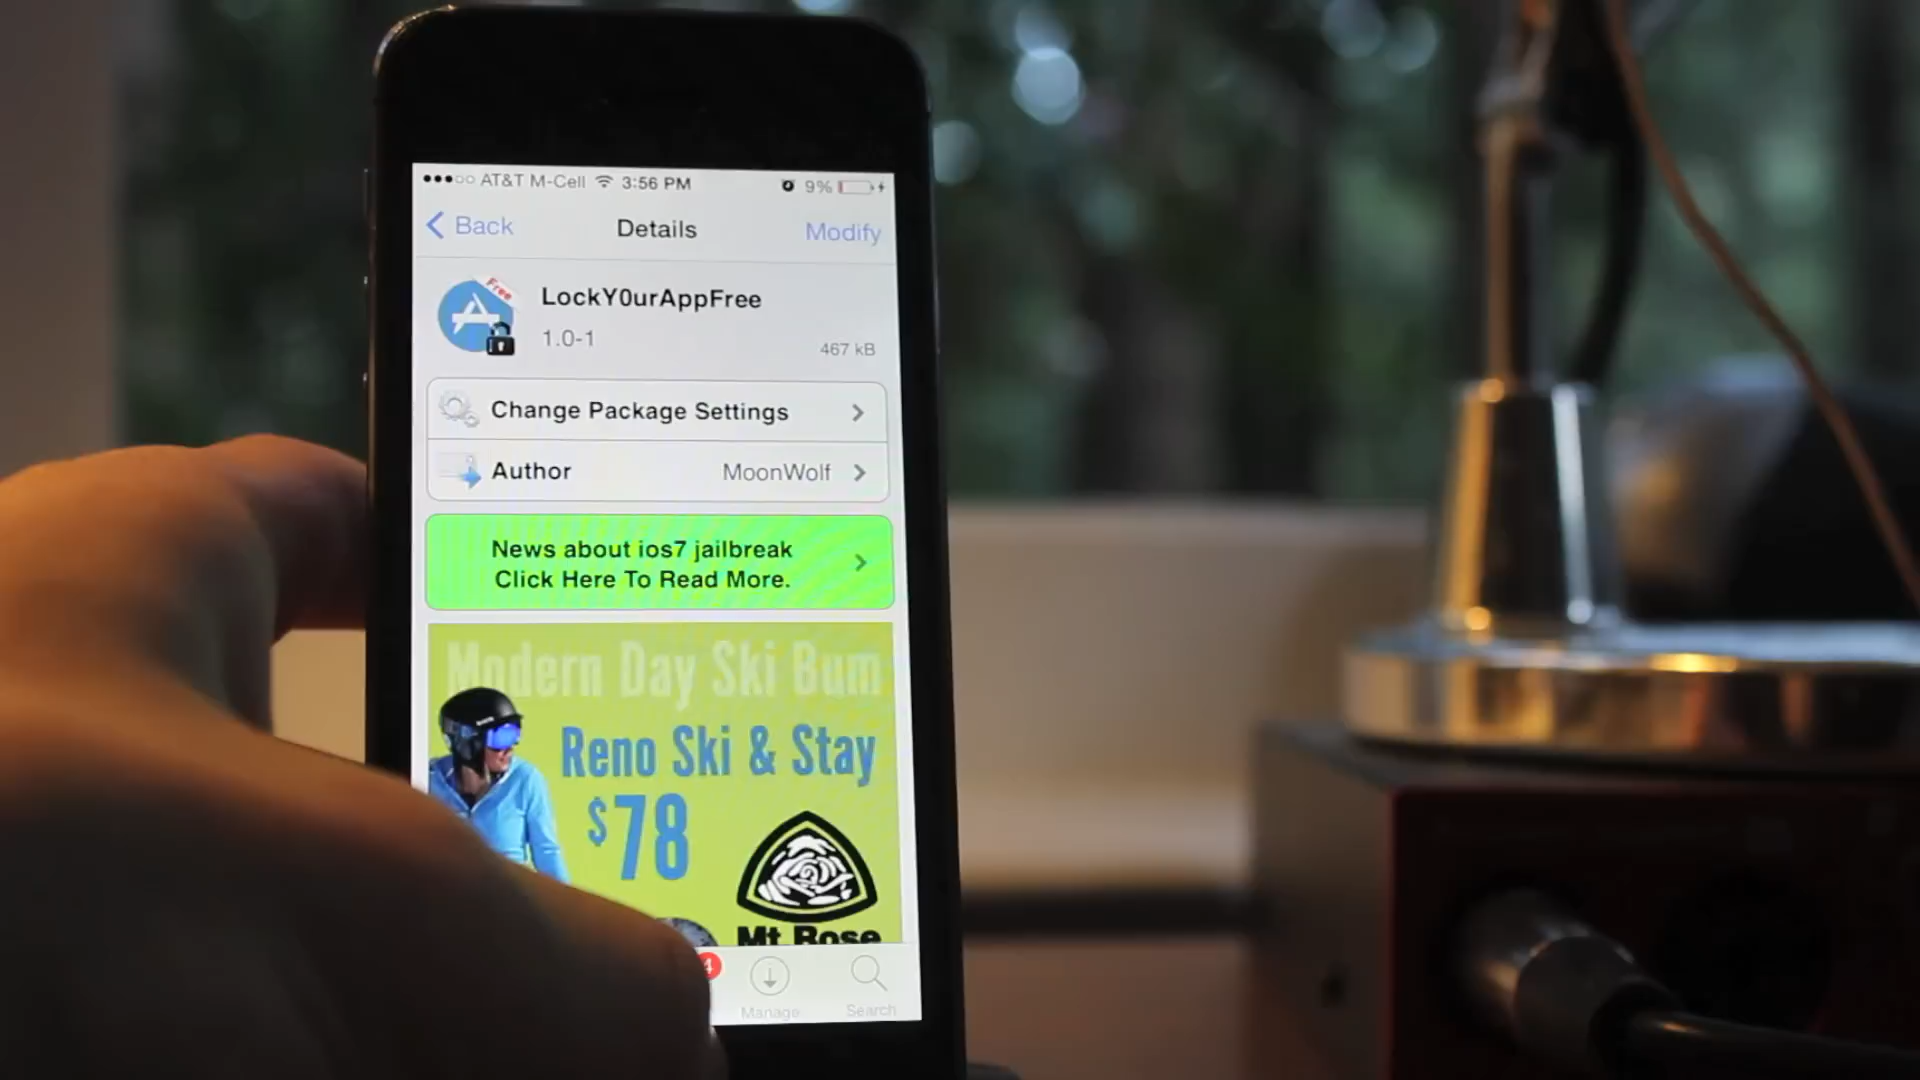 AT&T M-Cell 3:56 PM 9%
Back Details Modify
Free
LockY0urAppFree
1.0-1
467 kB
Change Package Settings
Author MoonWolf
News about ios7 jailbreak
Click Here To Read More.
Modern Day Ski Bum
Reno Ski & Stay
$78
Mt Rose
4
Manage Search